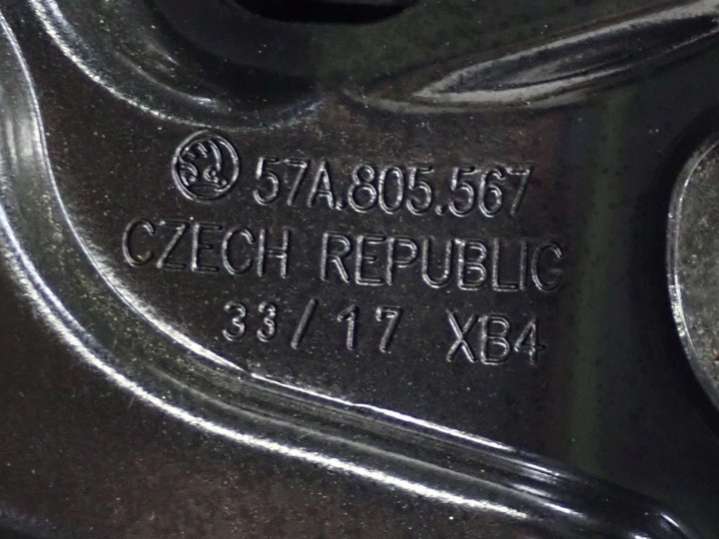 57A.805.567
CZECH REPUBLIC
33/17 XB4